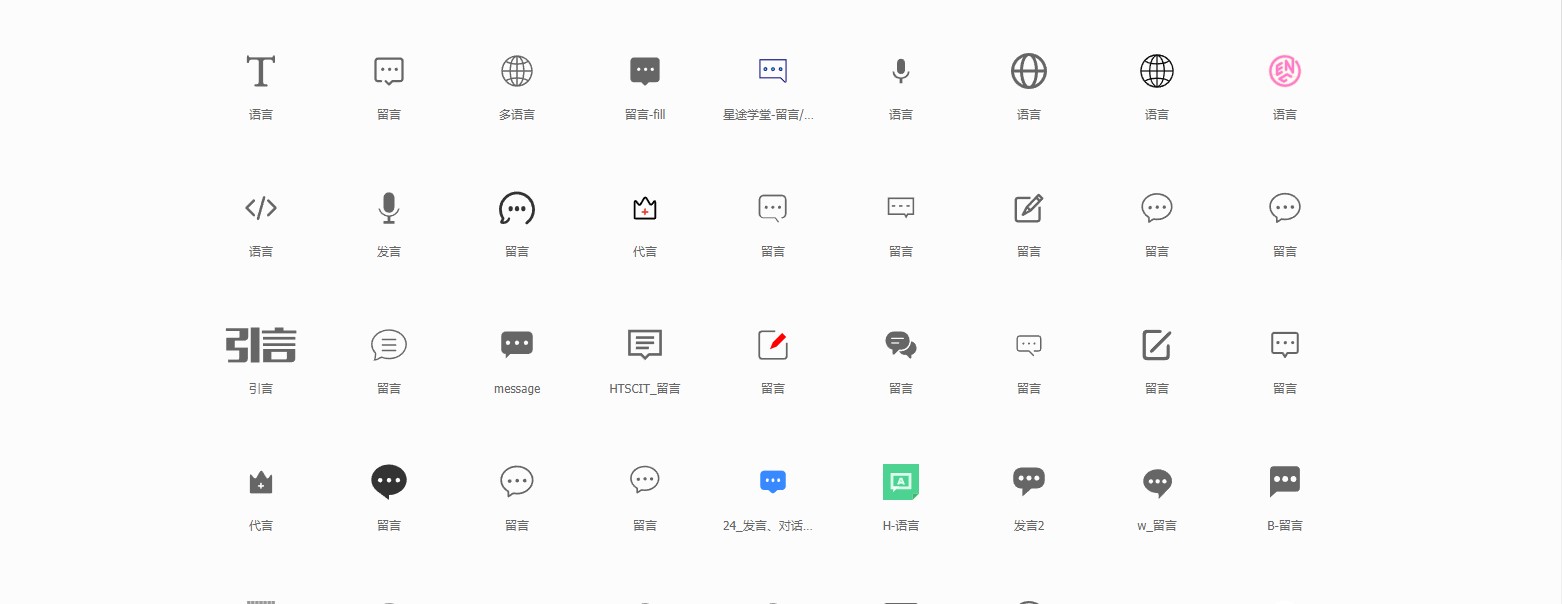 语言 留言 多语言 留言-fill 星途学堂-留言/... 语言 语言 语言 语言
语言 发言 留言 代言 留言 留言 留言 留言 留言
引言
引言 留言 message HTSCIT_留言 留言 留言 留言 留言 留言
代言 留言 留言 留言 24_发言、对话... H-语言 发言2 w_留言 B-留言